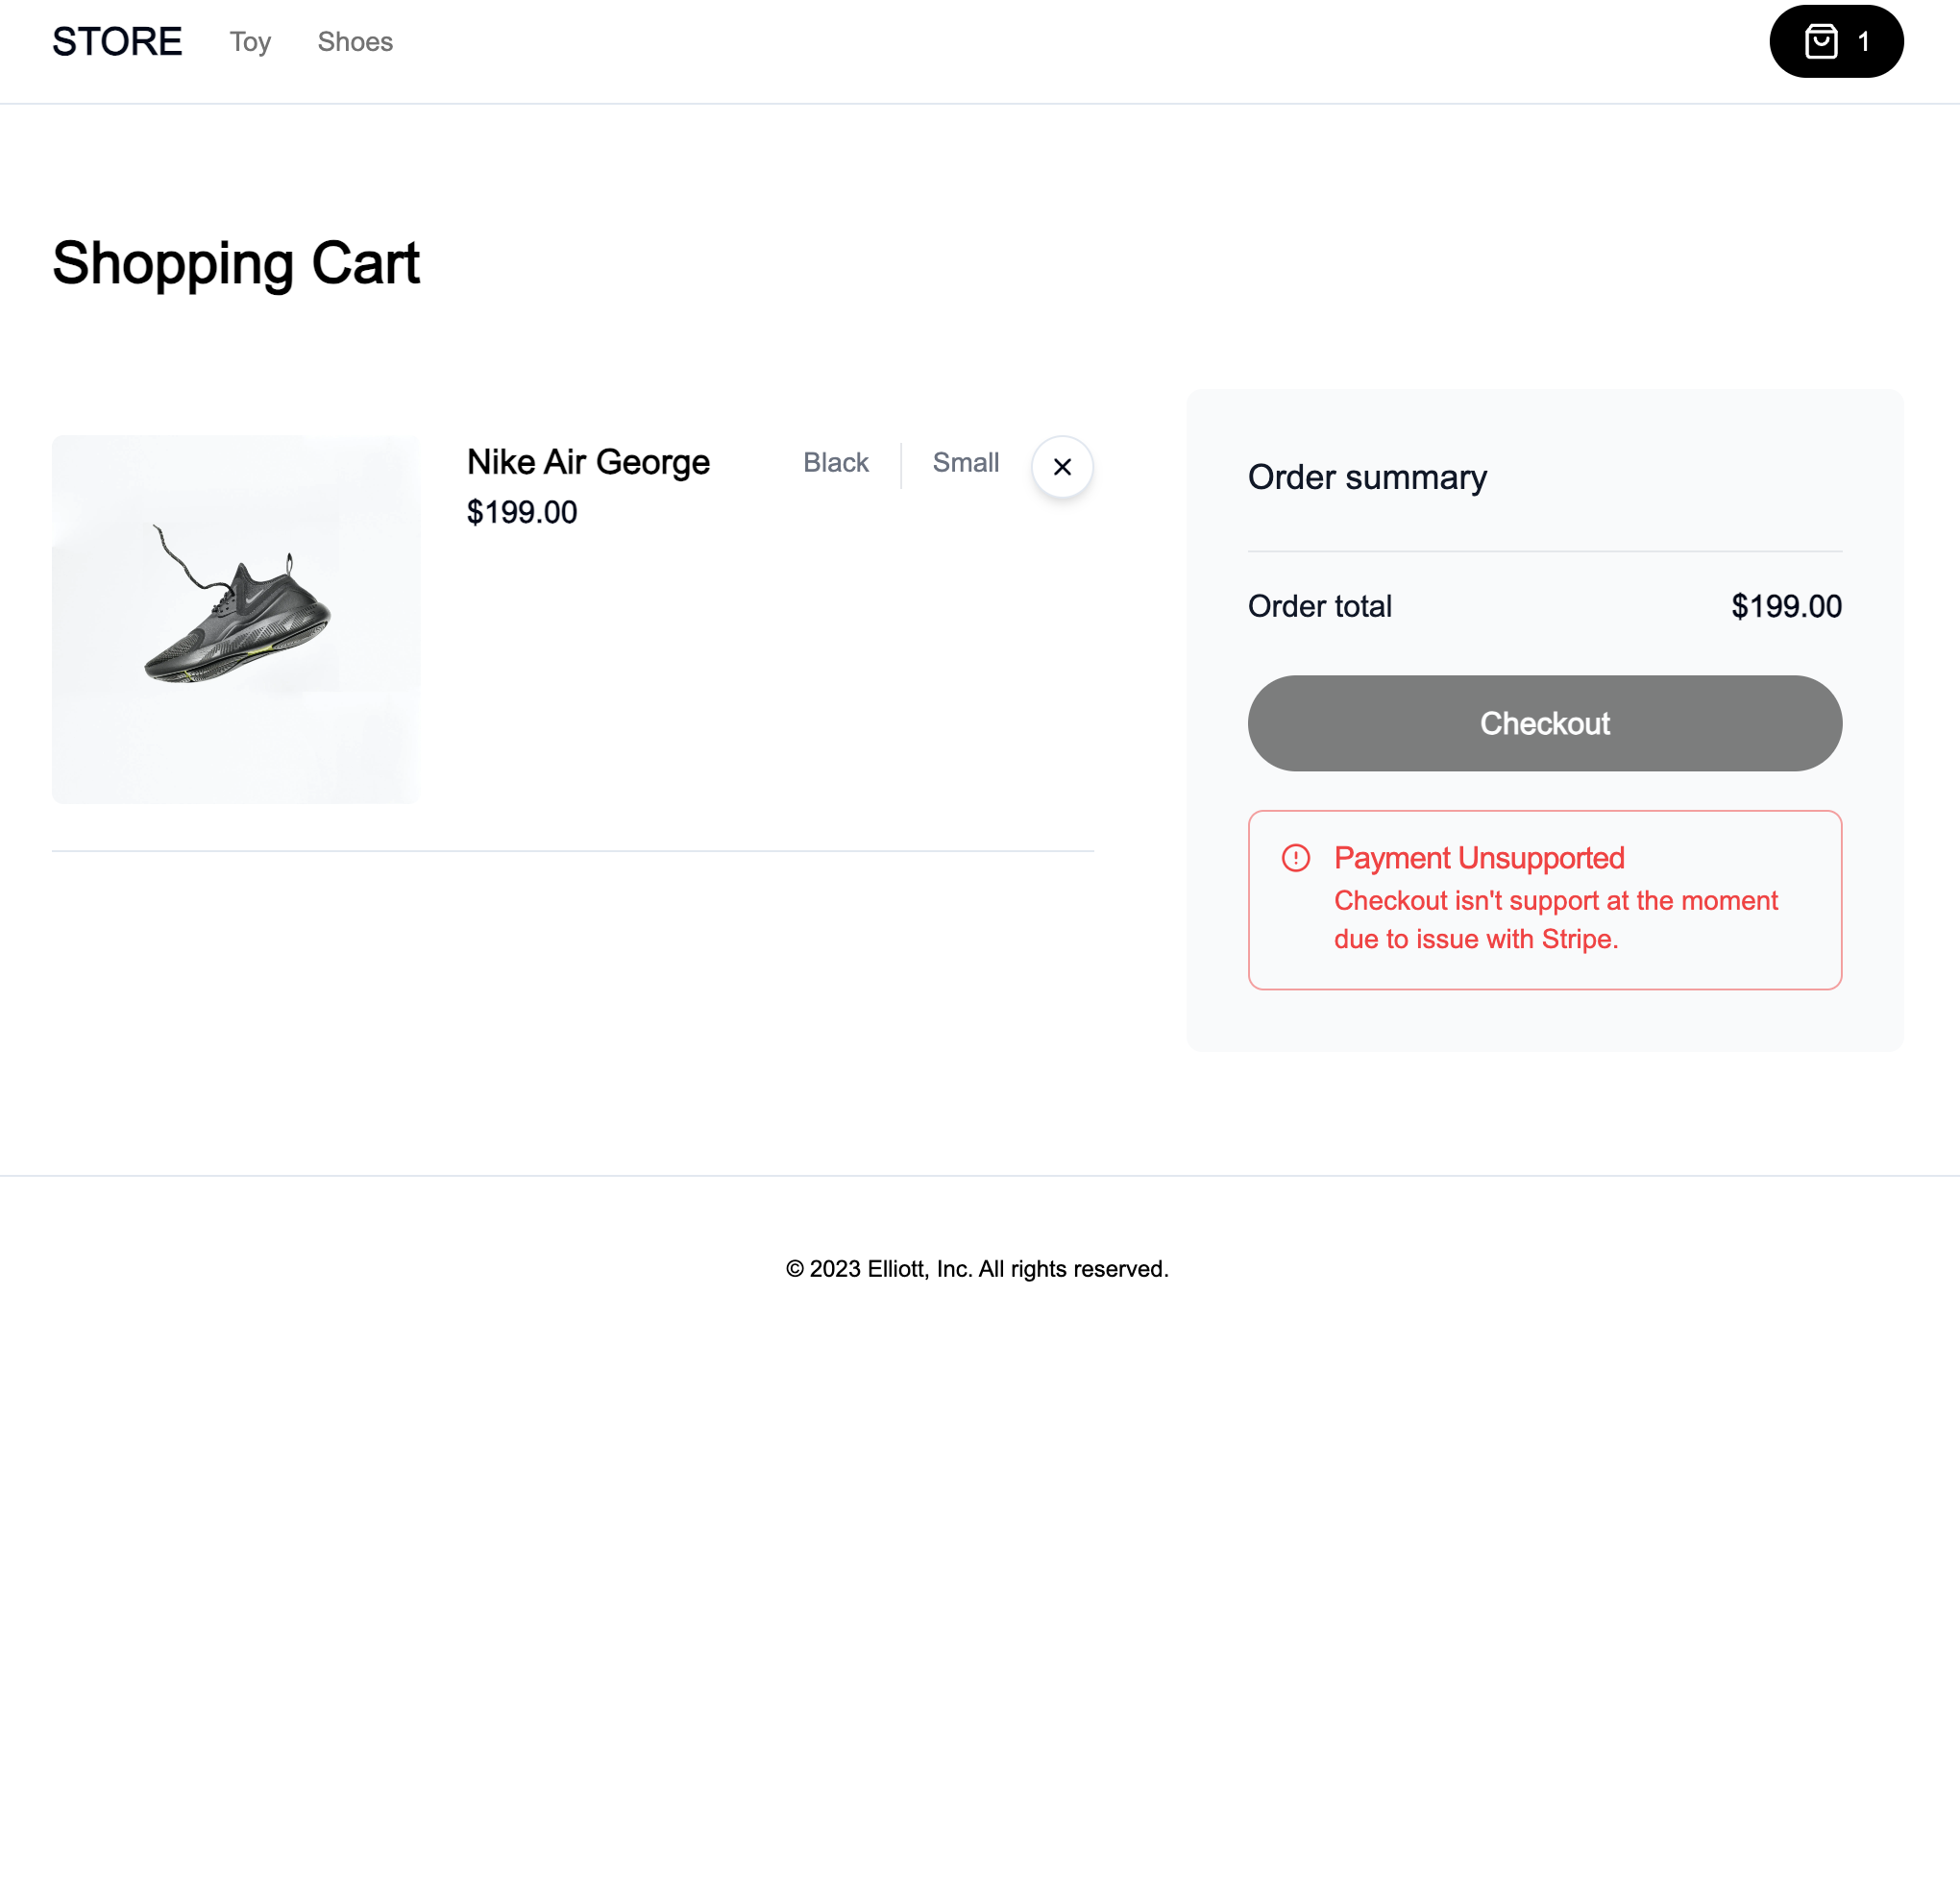 STORE Toy Shoes 1
Shopping Cart
Nike Air George Black Small
$199.00
Order summary
Order total $199.00
Checkout
Payment Unsupported
Checkout isn't support at the moment
due to issue with Stripe.
© 2023 Elliott, Inc. All rights reserved.